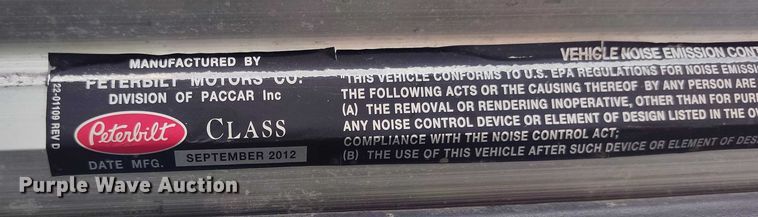 MANUFACTURED BY
PETERBILT MOTORS CO.
DIVISION OF PACCAR Inc
22-01109 REV D
Peterbilt CLASS
DATE MFG. SEPTEMBER 2012
VEHICLE NOISE EMISSION
"THIS VEHICLE CONFORMS TO U.S. EPA REGULATIONS FOR NOISE
THE FOLLOWING ACTS OR THE CAUSING THEREOF BY ANY PERSON ARE
(A) THE REMOVAL OR RENDERING INOPERATIVE, OTHER THAN FOR
ANY NOISE CONTROL DEVICE OR ELEMENT OF DESIGN LISTED IN THE
COMPLIANCE WITH THE NOISE CONTROL ACT;
(B) THE USE OF THIS VEHICLE AFTER SUCH DEVICE OR ELEMENT OF
Purple Wave Auction